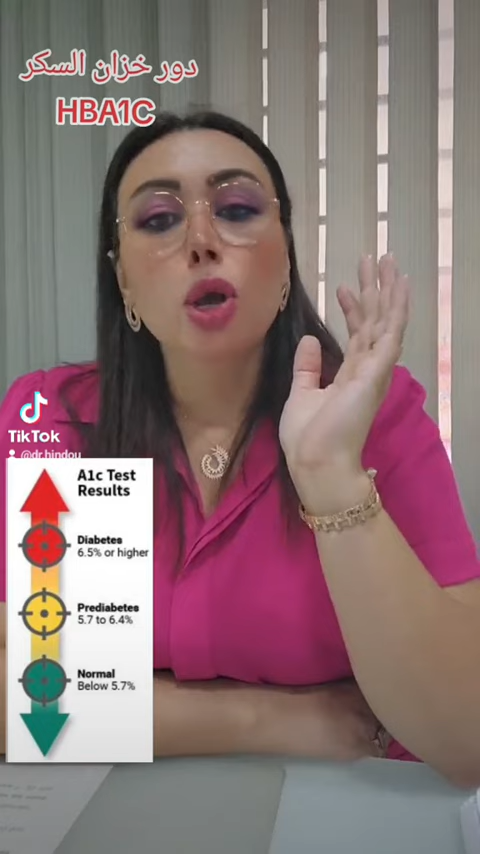 دور خزان السكر
HBA1C
TikTok
@dr.hindou
A1c Test
Results
Diabetes
6.5% or higher
Prediabetes
5.7 to 6.4%
Normal
Below 5.7%